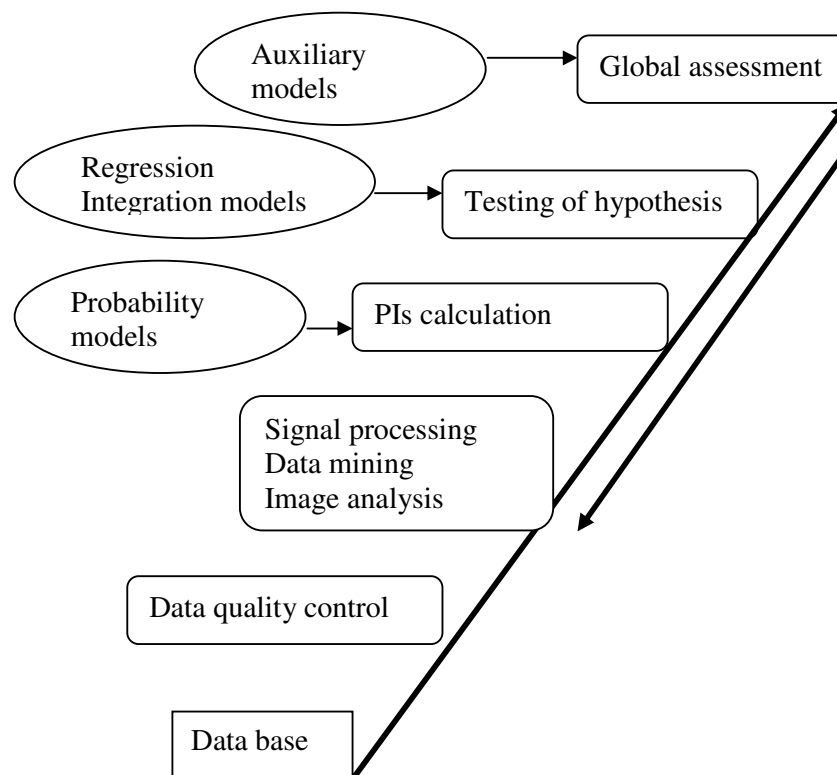 Auxiliary
models
Global assessment
Regression
Integration models
Testing of hypothesis
Probability
models
PIs calculation
Signal processing
Data mining
Image analysis
Data quality control
Data base